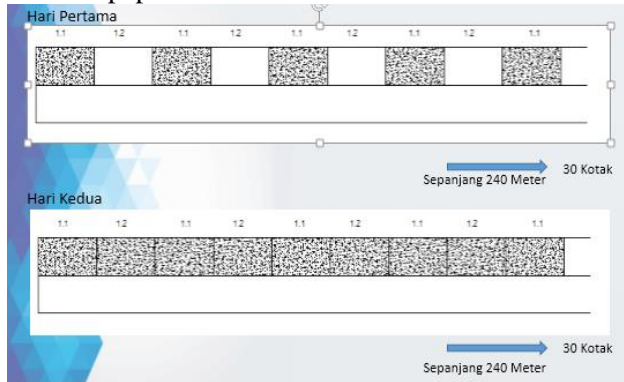 Hari Pertama
1.1 1.2 1.1 1.2 1.1 1.2 1.1 1.2 1.1
30 Kotak
Sepanjang 240 Meter
Hari Kedua
1.1 1.2 1.1 1.2 1.1 1.2 1.1 1.2 1.1
30 Kotak
Sepanjang 240 Meter